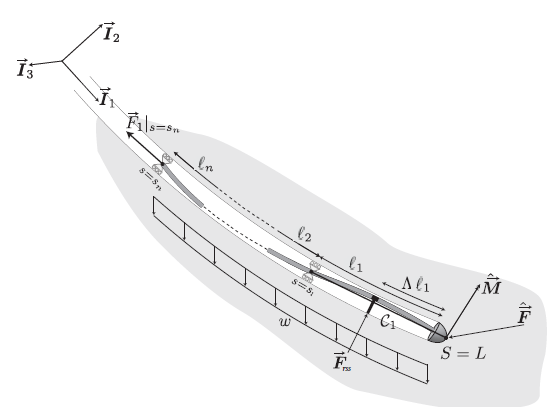 $\vec{I}_2$
$\vec{I}_3$
$\vec{I}_1$
$\vec{F}_1|_{s=s_n}$
$\ell_n$
$s=s_n$
$\ell_2$
$\ell_1$
$\Lambda \ell_1$
$s=s_1$
$\hat{\vec{M}}$
$\hat{\vec{F}}$
$\mathcal{C}_1$
$w$
$\vec{F}_{rss}$
$S=L$